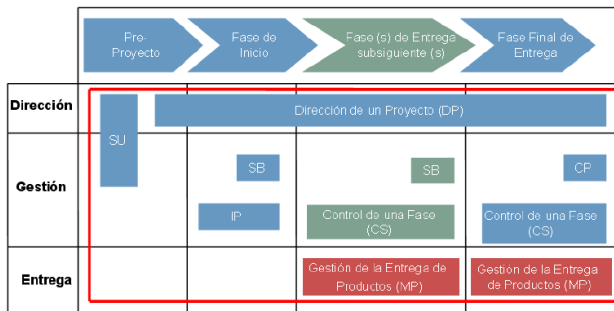 Pre-
Proyecto
Fase de
Inicio
Fase (s) de Entrega
subsiguiente (s)
Fase Final de
Entrega
Dirección
Dirección de un Proyecto (DP)
SU
Gestión
SB
SB
CP
IP
Control de una Fase
(CS)
Control de una Fase
(CS)
Entrega
Gestión de la Entrega de
Productos (MP)
Gestión de la Entrega
de Productos (MP)